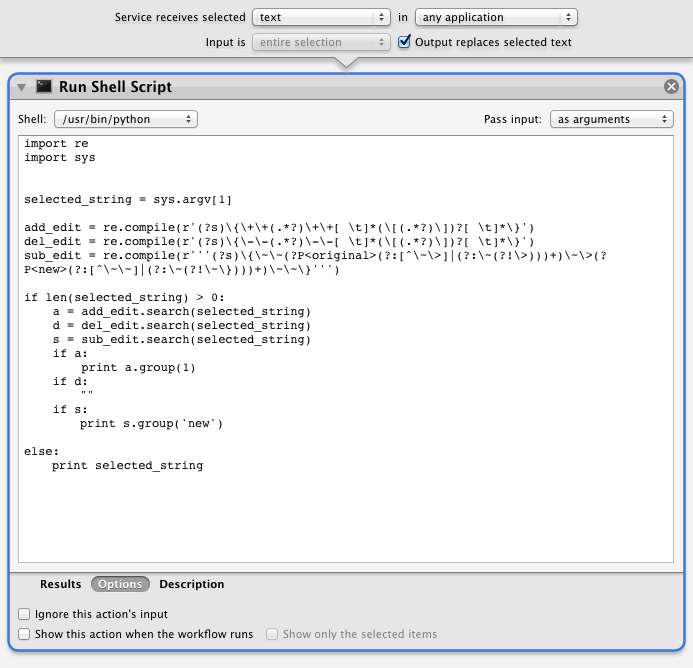 Service receives selected text in any application
Input is entire selection Output replaces selected text
Run Shell Script
Shell: /usr/bin/python Pass input: as arguments
import re
import sys
selected_string = sys.argv[1]
add_edit = re.compile(r'(?s)\{\+\+(.*?)\+\+[ \t]*(\[(.*?)\])?[ \t]*\}')
del_edit = re.compile(r'(?s)\{\-\-(.*?)\-\-[ \t]*(\[(.*?)\])?[ \t]*\}')
sub_edit = re.compile(r'''(?s)\{\~\~(?P<original>(?:[^\~\>]|(?:\~(?!\>)))+)\~\>(?
P<new>(?:[^\~\~]|(?:\~(?!\~\})))+)\~\~\}''')
if len(selected_string) > 0:
    a = add_edit.search(selected_string)
    d = del_edit.search(selected_string)
    s = sub_edit.search(selected_string)
    if a:
        print a.group(1)
    if d:
        ""
    if s:
        print s.group('new')
else:
    print selected_string
Results Options Description
Ignore this action's input
Show this action when the workflow runs Show only the selected items